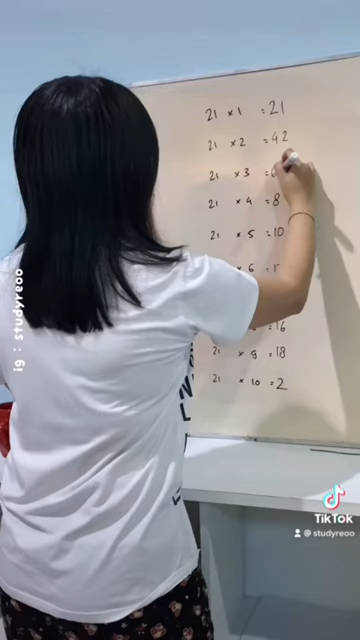 21 × 1 = 21
21 × 2 = 42
21 × 3 =
21 × 4 = 8
21 × 5 = 10
× 6 = 1
= 16
21 × 9 = 18
21 × 10 = 2
ig : studyreoo
TikTok
@ studyreoo